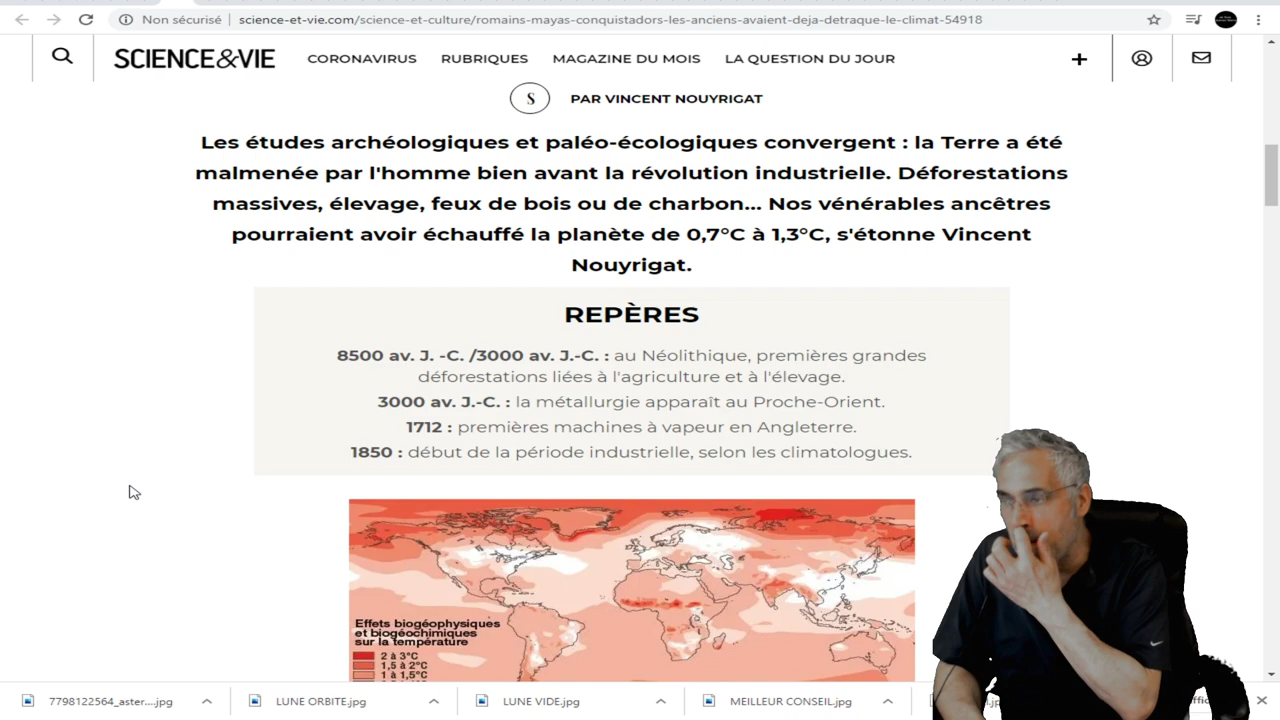 Non sécurisé
science-et-vie.com/science-et-culture/romains-mayas-conquistadors-les-anciens-avaient-deja-detraque-le-climat-54918
SCIENCE&VIE
CORONAVIRUS
RUBRIQUES
MAGAZINE DU MOIS
LA QUESTION DU JOUR
S
PAR VINCENT NOUYRIGAT
Les études archéologiques et paléo-écologiques convergent : la Terre a été
malmenée par l'homme bien avant la révolution industrielle. Déforestations
massives, élevage, feux de bois ou de charbon... Nos vénérables ancêtres
pourraient avoir échauffé la planète de 0,7°C à 1,3°C, s'étonne Vincent
Nouyrigat.
REPÈRES
8500 av. J. -C. /3000 av. J.-C. : au Néolithique, premières grandes
déforestations liées à l'agriculture et à l'élevage.
3000 av. J.-C. : la métallurgie apparaît au Proche-Orient.
1712 : premières machines à vapeur en Angleterre.
1850 : début de la période industrielle, selon les climatologues.
Effets biogéophysiques
et biogéochimiques
sur la température
2 à 3°C
1,5 à 2°C
1 à 1,5°C
7798122564_aster....jpg
LUNE ORBITE.jpg
LUNE VIDE.jpg
MEILLEUR CONSEIL.jpg